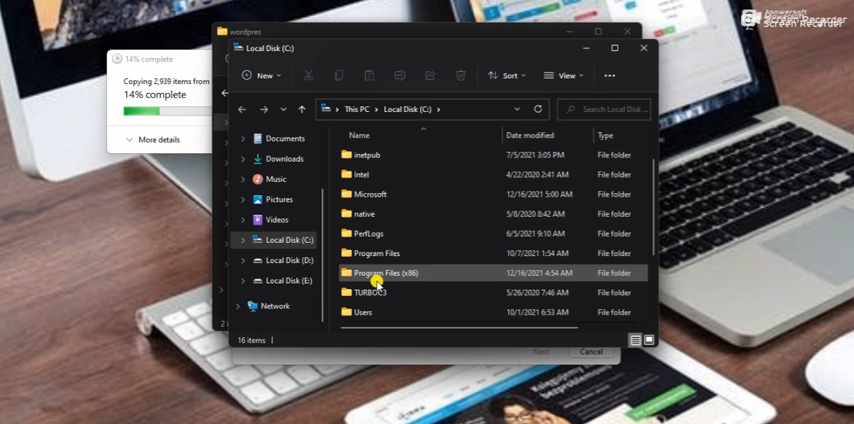 Apowersoft
Screen Recorder
wordpres
14% complete
Copying 2,939 items from
14% complete
More details
Local Disk (C:)
New
Sort
View
This PC > Local Disk (C:) >
Search Local Disk ...
Name Date modified Type
Documents
Downloads
Music
Pictures
Videos
Local Disk (C:)
Local Disk (D:)
Local Disk (E:)
Network
inetpub 7/5/2021 3:05 PM File folder
Intel 4/22/2020 2:41 AM File folder
Microsoft 12/16/2021 5:00 AM File folder
native 5/8/2020 8:42 AM File folder
PerfLogs 6/5/2021 9:10 AM File folder
Program Files 10/7/2021 1:54 AM File folder
Program Files (x86) 12/16/2021 4:54 AM File folder
TURBOC3 5/26/2020 7:46 AM File folder
Users 10/1/2021 6:53 AM File folder
16 items
2 i
Next Cancel
Księguj
bezproblemowo